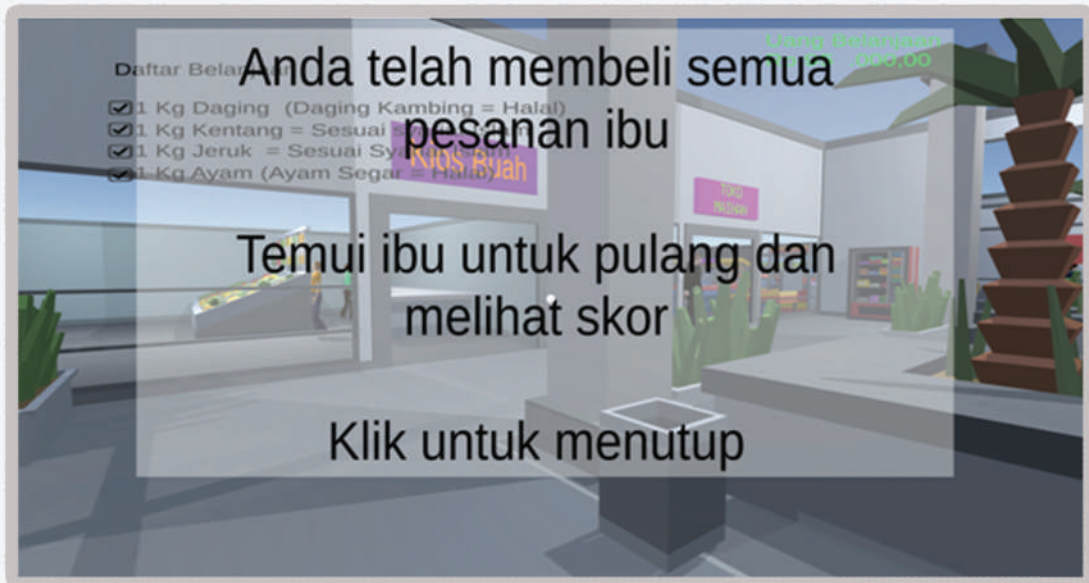 Anda telah membeli semua
pesanan ibu
Temui ibu untuk pulang dan
melihat skor
Klik untuk menutup
Daftar
1 Kg Daging (Daging Kambing = Halal)
1 Kg Kentang = Sesuai
1 Kg Jeruk = Sesuai
1 Kg Ayam (Ayam Segar = Halal)
Kios Buah
TOKO
MAINAN
Uang Belanjaan
000,00